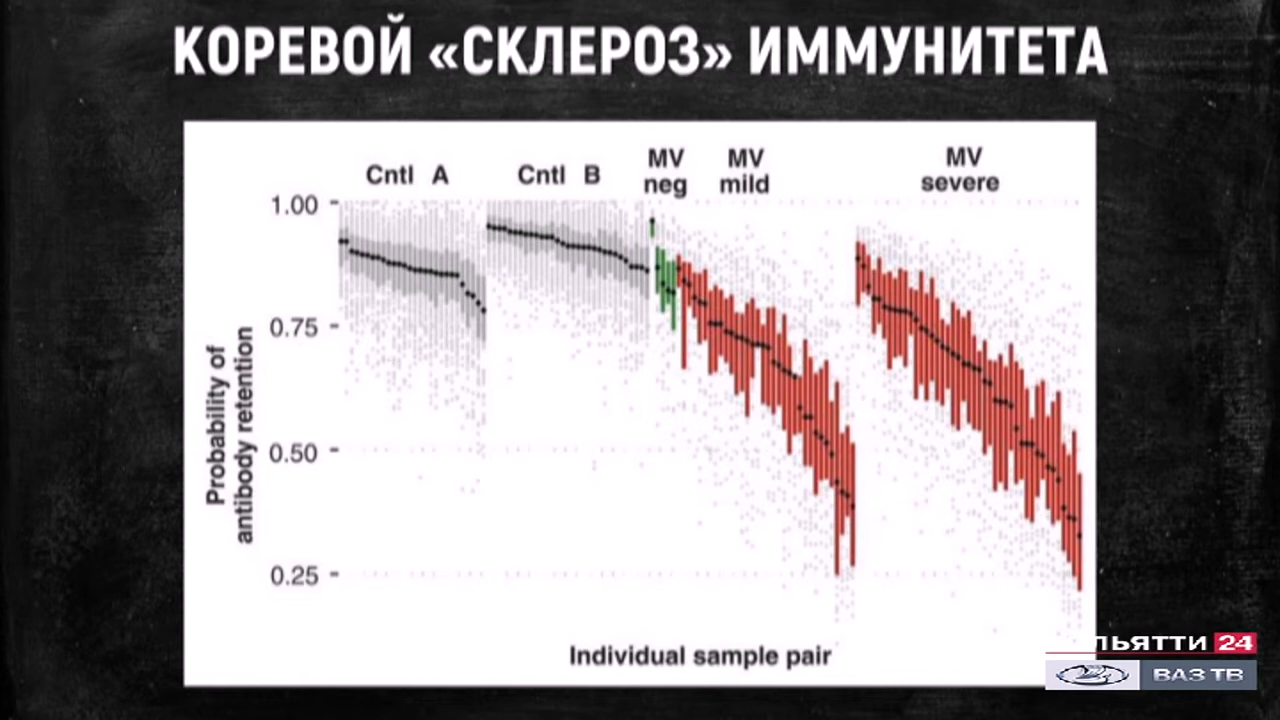 КОРЕВОЙ «СКЛЕРОЗ» ИММУНИТЕТА
Cntl A
Cntl B
MV
neg
MV
mild
MV
severe
1.00
0.75
0.50
0.25
Probability of
antibody retention
Individual sample pair
ЛЬЯТТИ 24
ВАЗ ТВ